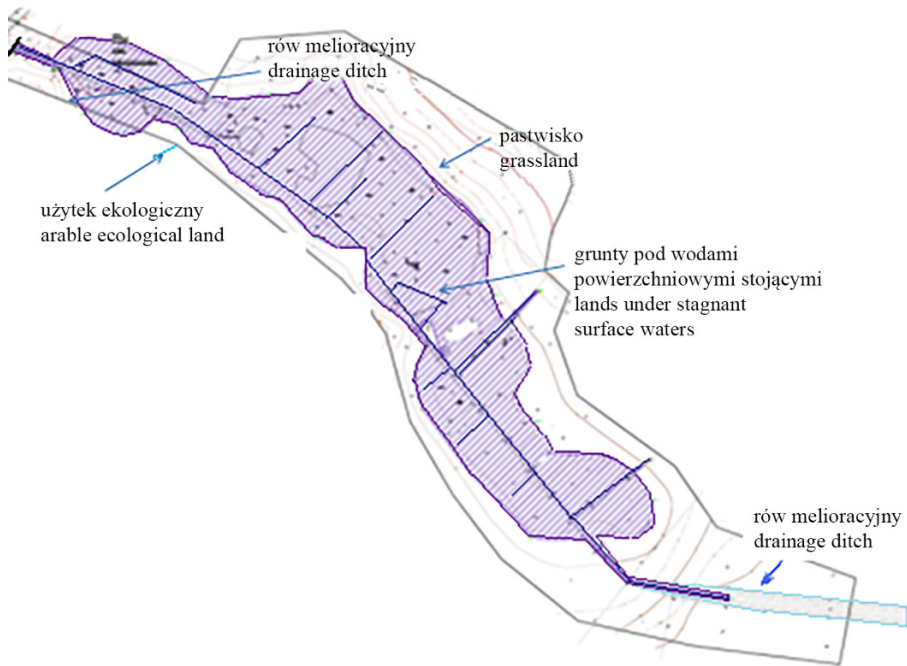 rów melioracyjny
drainage ditch
pastwisko
grassland
użytek ekologiczny
arable ecological land
grunty pod wodami
powierzchniowymi stojącymi
lands under stagnant
surface waters
rów melioracyjny
drainage ditch